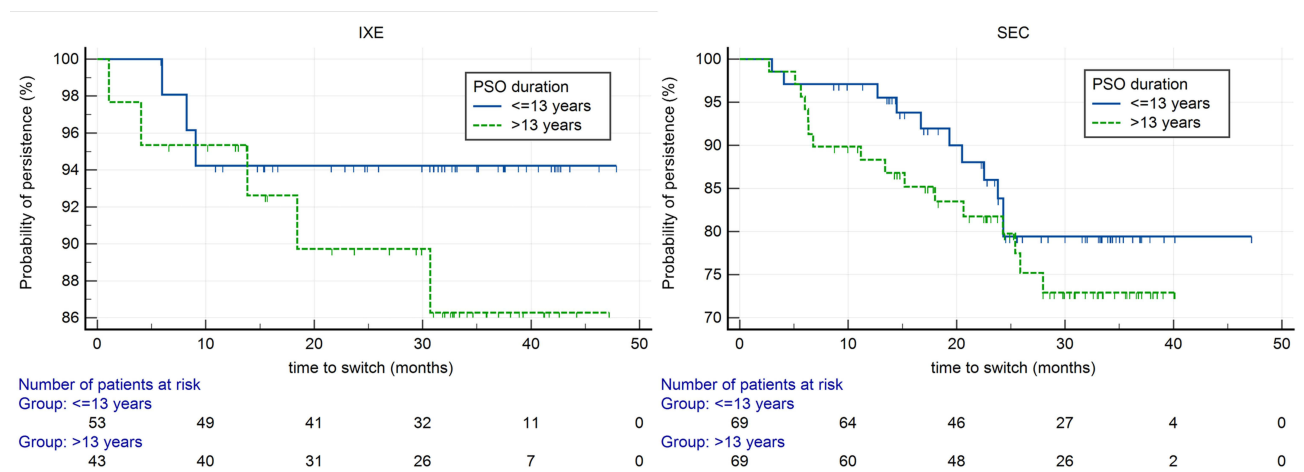 IXE
Probability of persistence (%)
100
98
96
94
92
90
88
86
PSO duration
<=13 years
>13 years
0 10 20 30 40 50
time to switch (months)
Number of patients at risk
Group: <=13 years
53 49 41 32 11 0
Group: >13 years
43 40 31 26 7 0
SEC
Probability of persistence (%)
100
95
90
85
80
75
70
PSO duration
<=13 years
>13 years
0 10 20 30 40 50
time to switch (months)
Number of patients at risk
Group: <=13 years
69 64 46 27 4 0
Group: >13 years
69 60 48 26 2 0